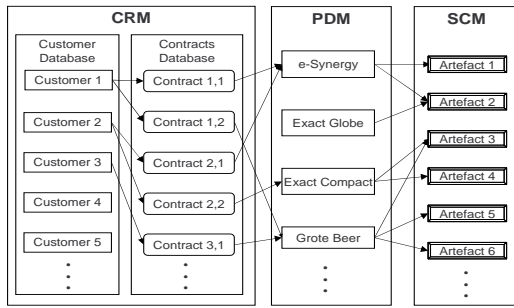 CRM
PDM
SCM
Customer
Database
Contracts
Database
Customer 1
Customer 2
Customer 3
Customer 4
Customer 5
Contract 1,1
Contract 1,2
Contract 2,1
Contract 2,2
Contract 3,1
e-Synergy
Exact Globe
Exact Compact
Grote Beer
Artefact 1
Artefact 2
Artefact 3
Artefact 4
Artefact 5
Artefact 6